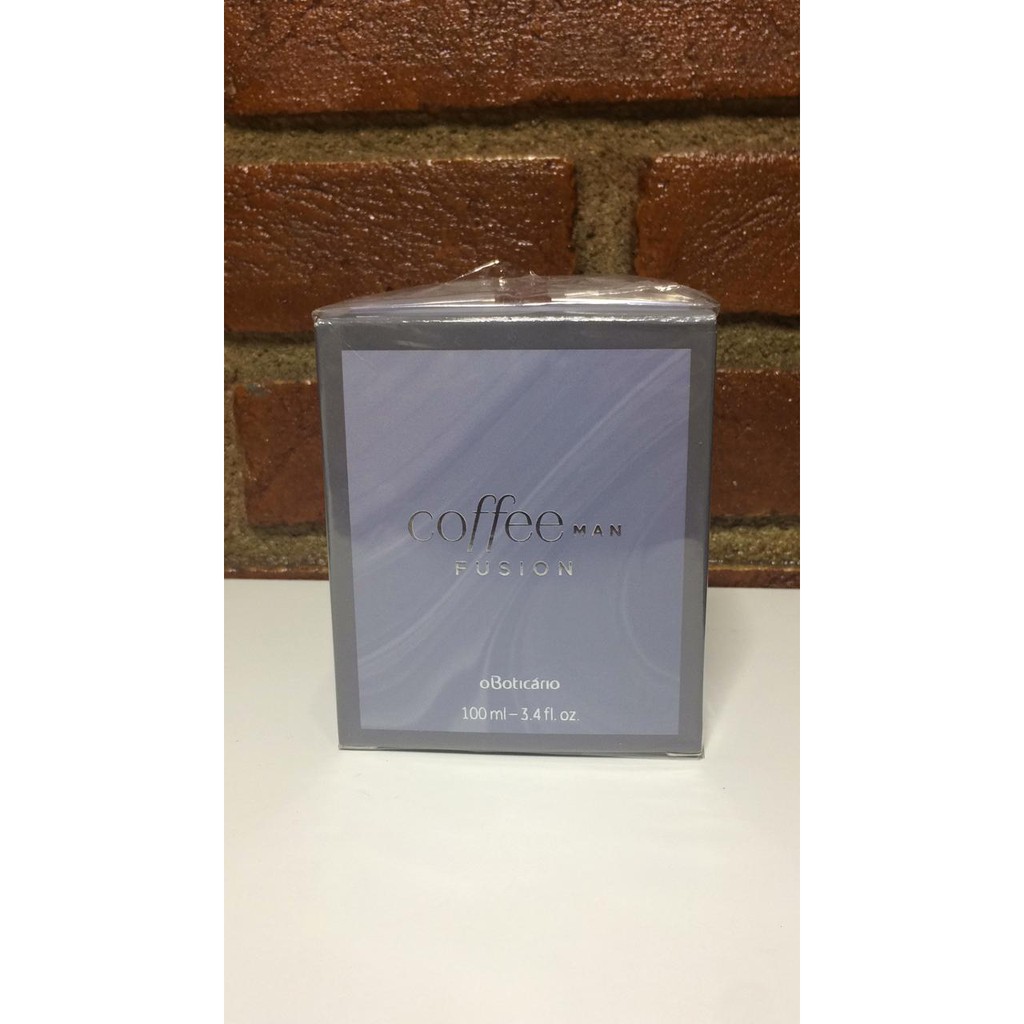 coffee MAN
FUSION
oBoticário
100 ml – 3.4 fl. oz.